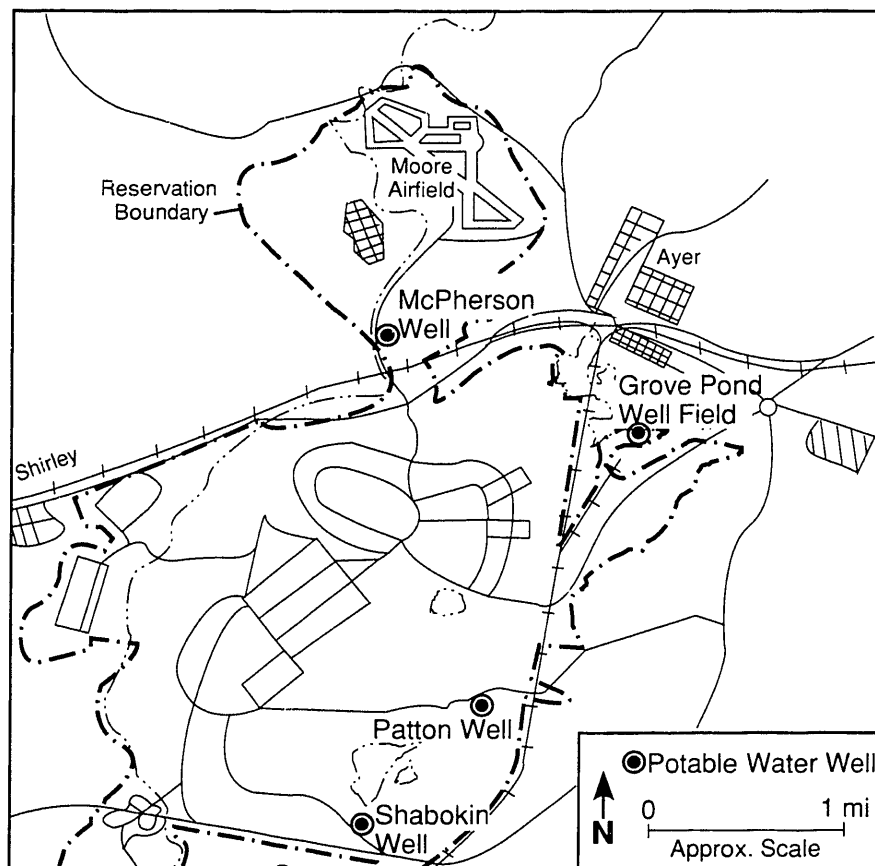 Moore
Airfield
Reservation
Boundary
Ayer
McPherson
Well
Grove Pond
Well Field
Shirley
Patton Well
Shabokin
Well
Potable Water Well
N
0 1 mi
Approx. Scale